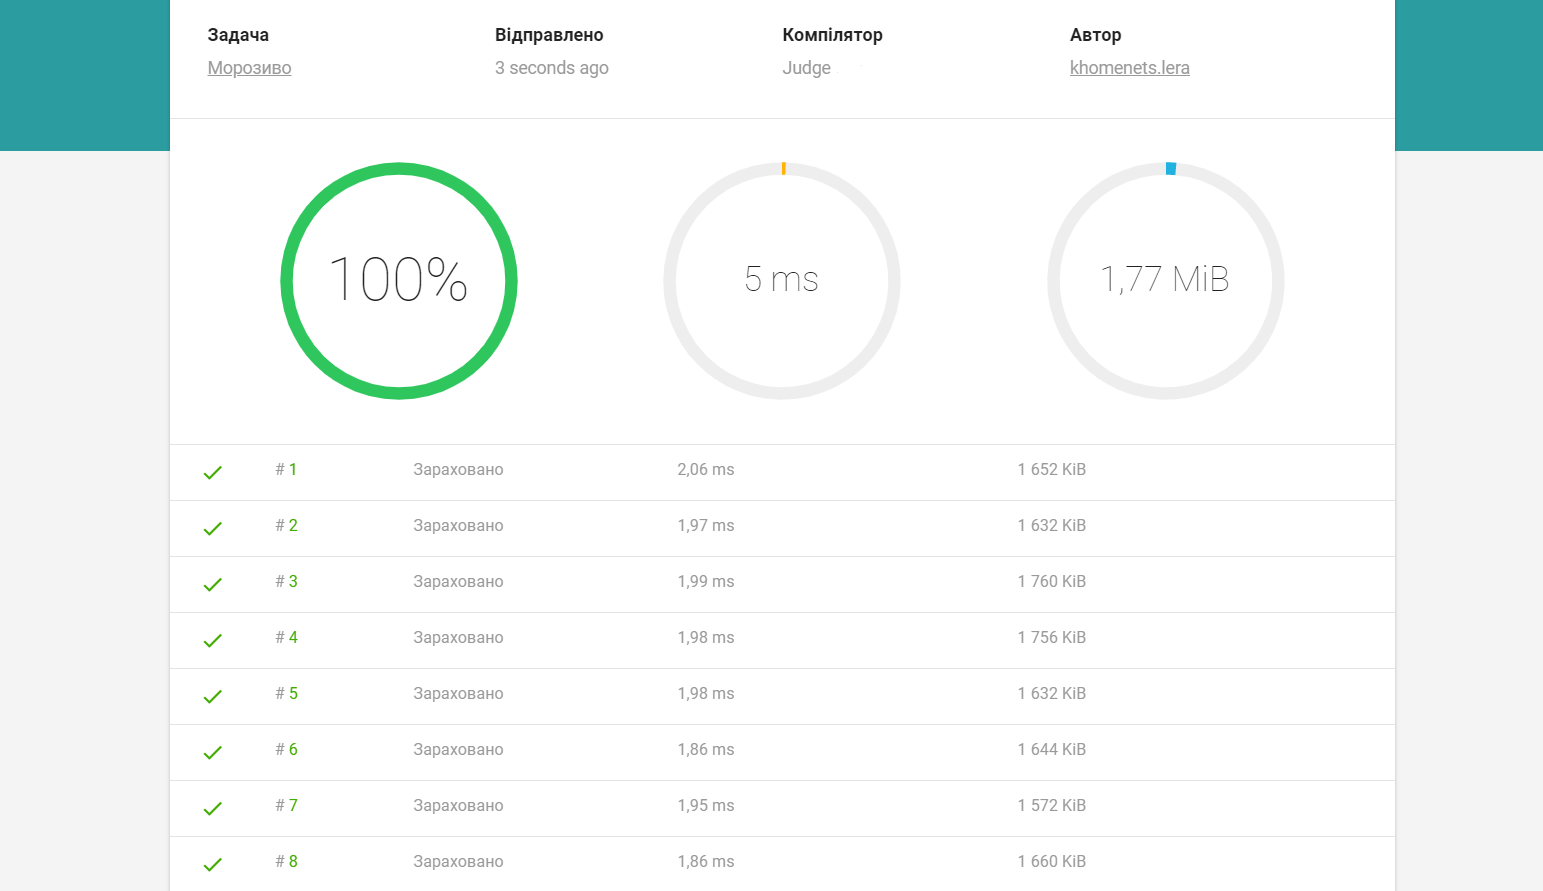 Задача Відправлено Компілятор Автор
Морозиво 3 seconds ago Judge khomenets.lera
100% 5 ms 1,77 MiB
# 1 Зараховано 2,06 ms 1 652 KiB
# 2 Зараховано 1,97 ms 1 632 KiB
# 3 Зараховано 1,99 ms 1 760 KiB
# 4 Зараховано 1,98 ms 1 756 KiB
# 5 Зараховано 1,98 ms 1 632 KiB
# 6 Зараховано 1,86 ms 1 644 KiB
# 7 Зараховано 1,95 ms 1 572 KiB
# 8 Зараховано 1,86 ms 1 660 KiB